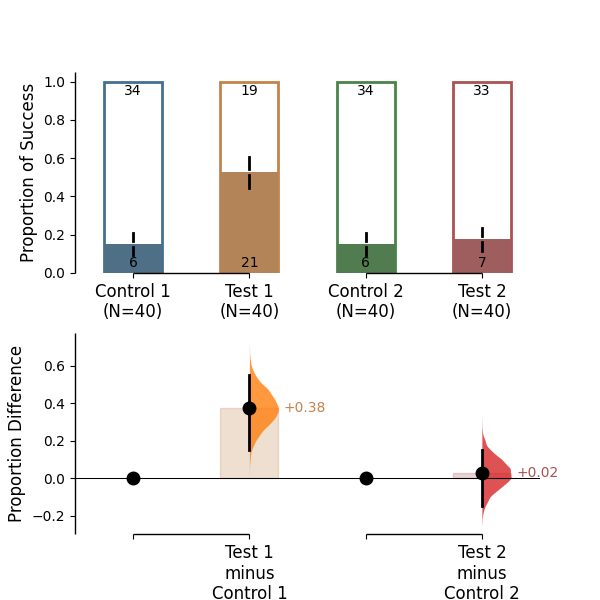 Proportion of Success
1.0
0.8
0.6
0.4
0.2
0.0
34
19
34
33
6
21
6
7
Control 1
(N=40)
Test 1
(N=40)
Control 2
(N=40)
Test 2
(N=40)
Proportion Difference
0.6
0.4
0.2
0.0
−0.2
+0.38
+0.02
Test 1
minus
Control 1
Test 2
minus
Control 2